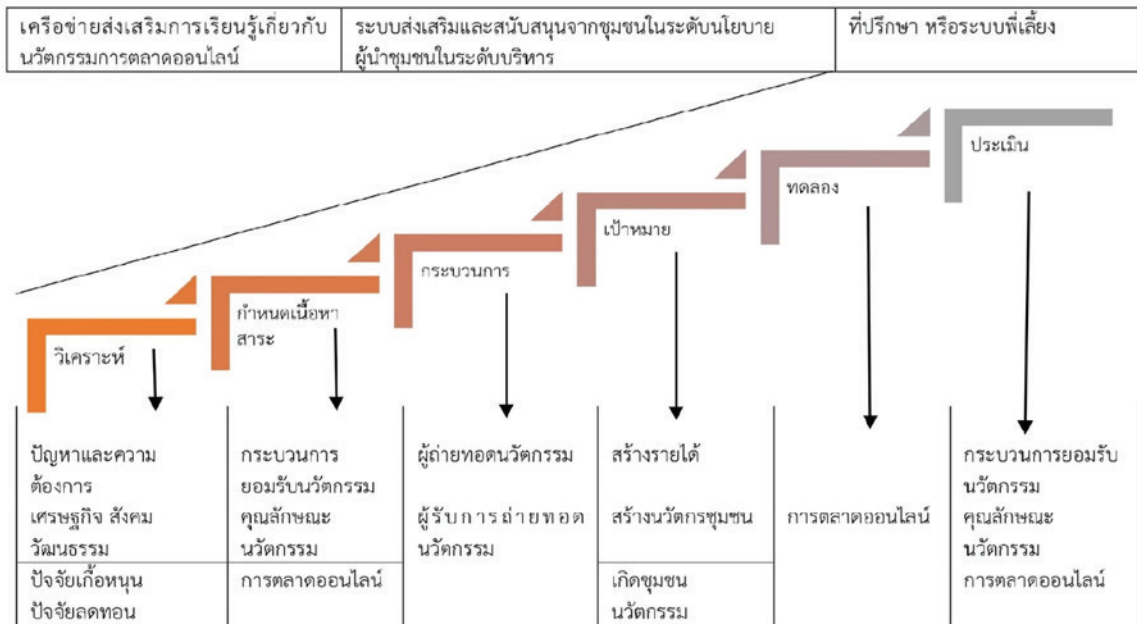 เครือข่ายส่งเสริมการเรียนรู้เกี่ยวกับ
นวัตกรรมการตลาดออนไลน์
ระบบส่งเสริมและสนับสนุนจากชุมชนในระดับนโยบาย
ผู้นำชุมชนในระดับบริหาร
ที่ปรึกษา หรือระบบพี่เลี้ยง
วิเคราะห์
กำหนดเนื้อหา
สาระ
กระบวนการ
เป้าหมาย
ทดลอง
ประเมิน
ปัญหาและความ
ต้องการ
เศรษฐกิจ สังคม
วัฒนธรรม
ปัจจัยเกื้อหนุน
ปัจจัยลดทอน
กระบวนการ
ยอมรับนวัตกรรม
คุณลักษณะ
นวัตกรรม
การตลาดออนไลน์
ผู้ถ่ายทอดนวัตกรรม
ผู้รับการถ่ายทอด
นวัตกรรม
สร้างรายได้
สร้างนวัตกรชุมชน
เกิดชุมชน
นวัตกรรม
การตลาดออนไลน์
กระบวนการยอมรับ
นวัตกรรม
คุณลักษณะ
นวัตกรรม
การตลาดออนไลน์